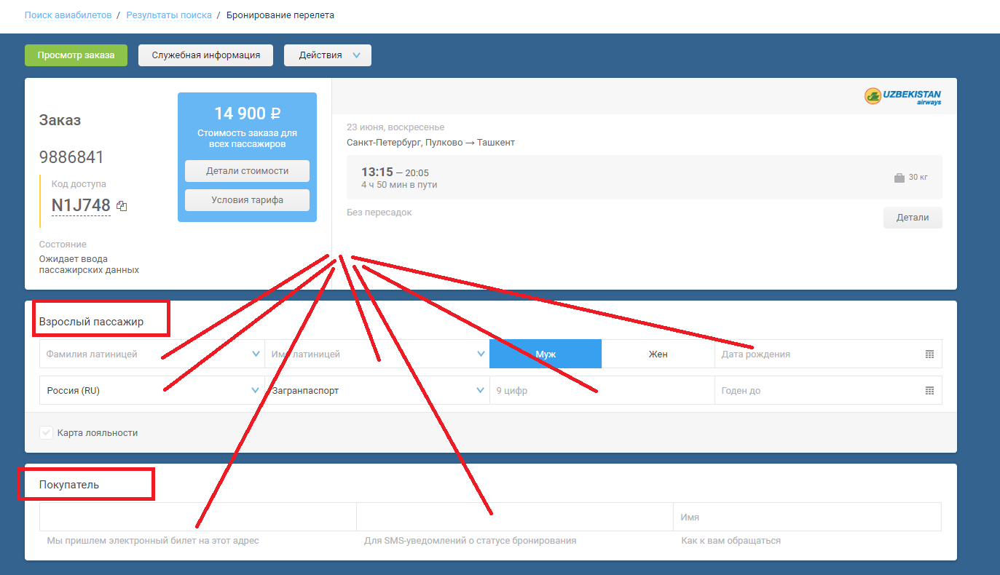 Поиск авиабилетов / Результаты поиска / Бронирование перелета
Просмотр заказа
Служебная информация
Действия
Заказ
9886841
Код доступа
N1J748
Состояние
Ожидает ввода
пассажирских данных
14 900 ₽
Стоимость заказа для
всех пассажиров
Детали стоимости
Условия тарифа
UZBEKISTAN
airways
23 июня, воскресенье
Санкт-Петербург, Пулково → Ташкент
13:15 — 20:05
4 ч 50 мин в пути
30 кг
Без пересадок
Детали
Взрослый пассажир
Фамилия латиницей
Имя латиницей
Муж
Жен
Дата рождения
Россия (RU)
Загранпаспорт
9 цифр
Годен до
Карта лояльности
Покупатель
Имя
Мы пришлем электронный билет на этот адрес
Для SMS-уведомлений о статусе бронирования
Как к вам обращаться